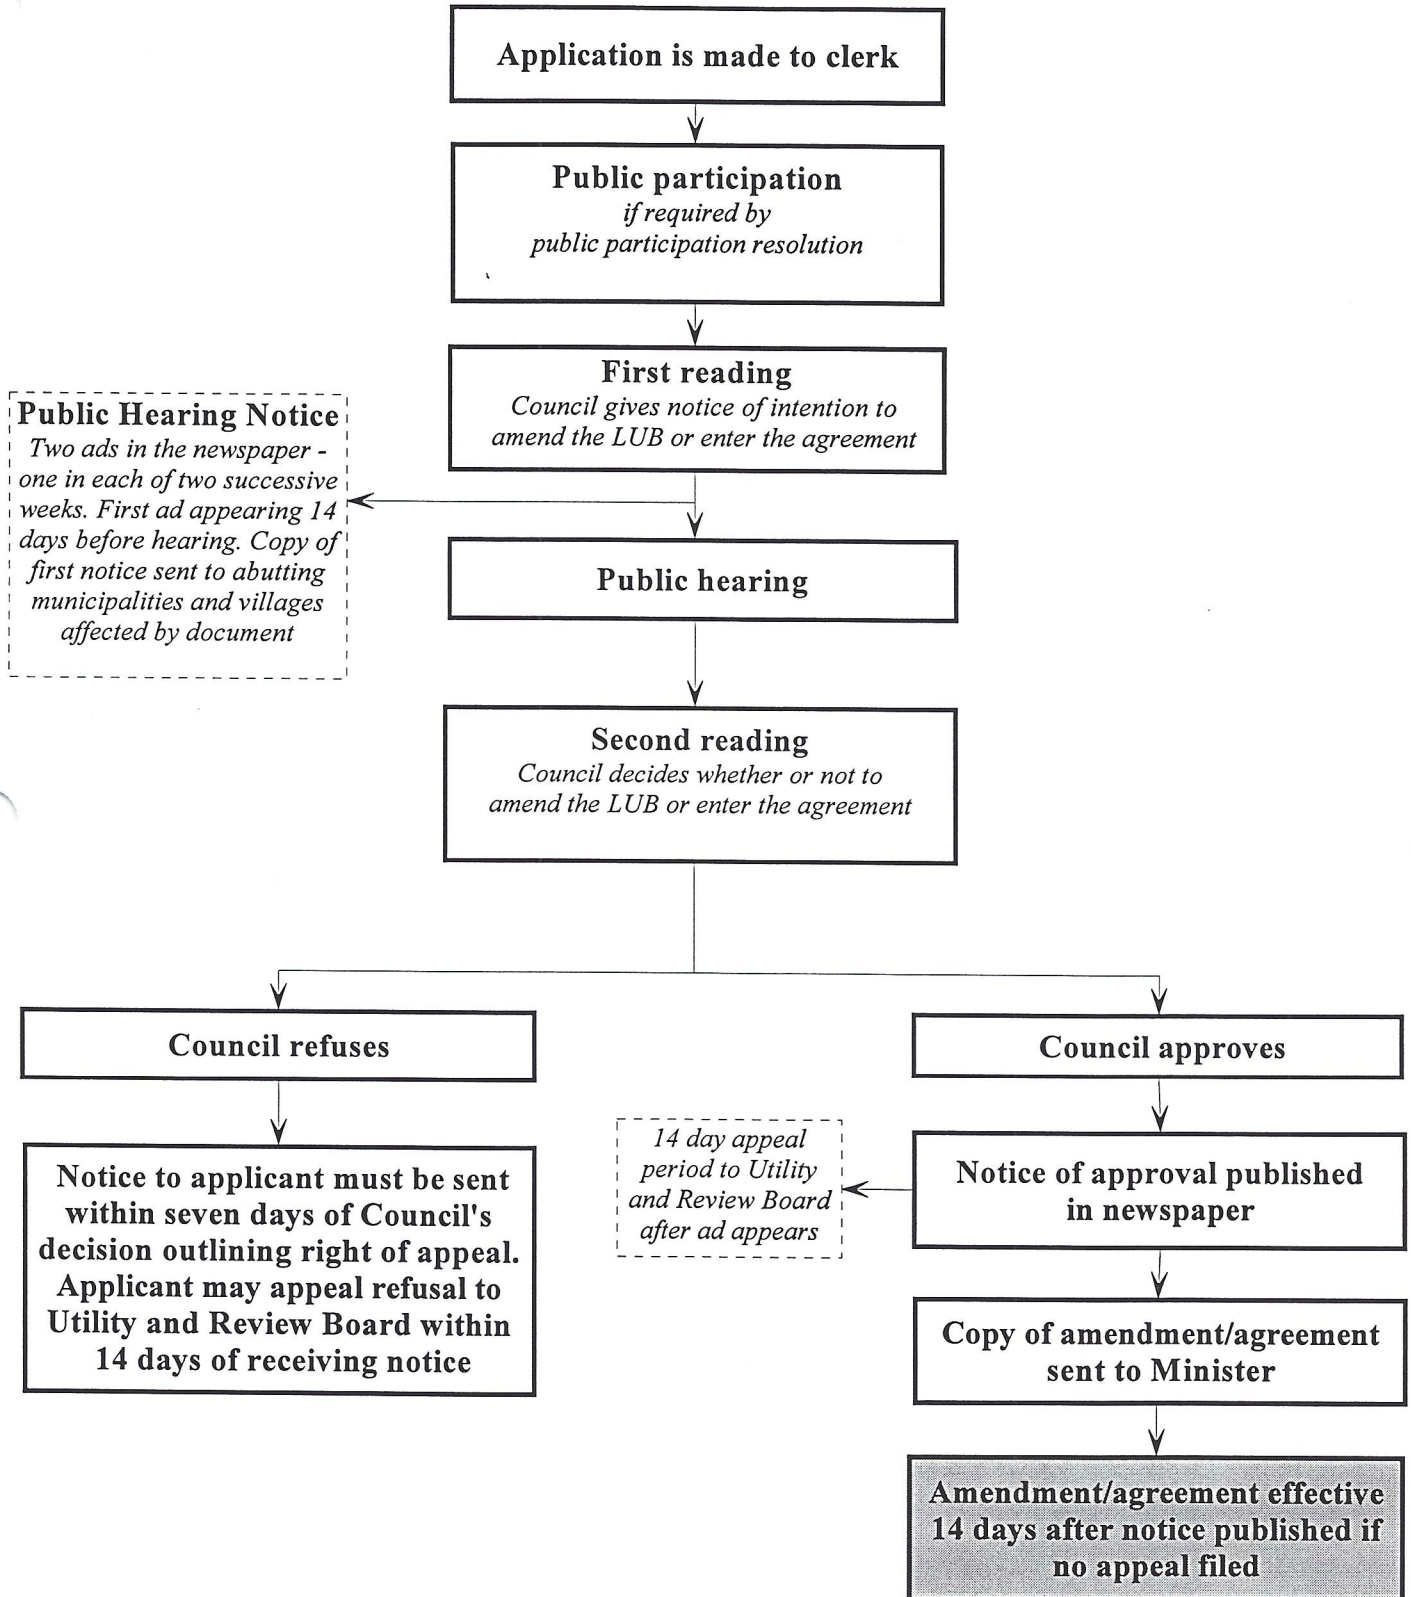 Application is made to clerk
Public participation
if required by
public participation resolution
First reading
Council gives notice of intention to
amend the LUB or enter the agreement
Public Hearing Notice
Two ads in the newspaper -
one in each of two successive
weeks. First ad appearing 14
days before hearing. Copy of
first notice sent to abutting
municipalities and villages
affected by document
Public hearing
Second reading
Council decides whether or not to
amend the LUB or enter the agreement
Council refuses
Notice to applicant must be sent
within seven days of Council's
decision outlining right of appeal.
Applicant may appeal refusal to
Utility and Review Board within
14 days of receiving notice
Council approves
14 day appeal
period to Utility
and Review Board
after ad appears
Notice of approval published
in newspaper
Copy of amendment/agreement
sent to Minister
Amendment/agreement effective
14 days after notice published if
no appeal filed